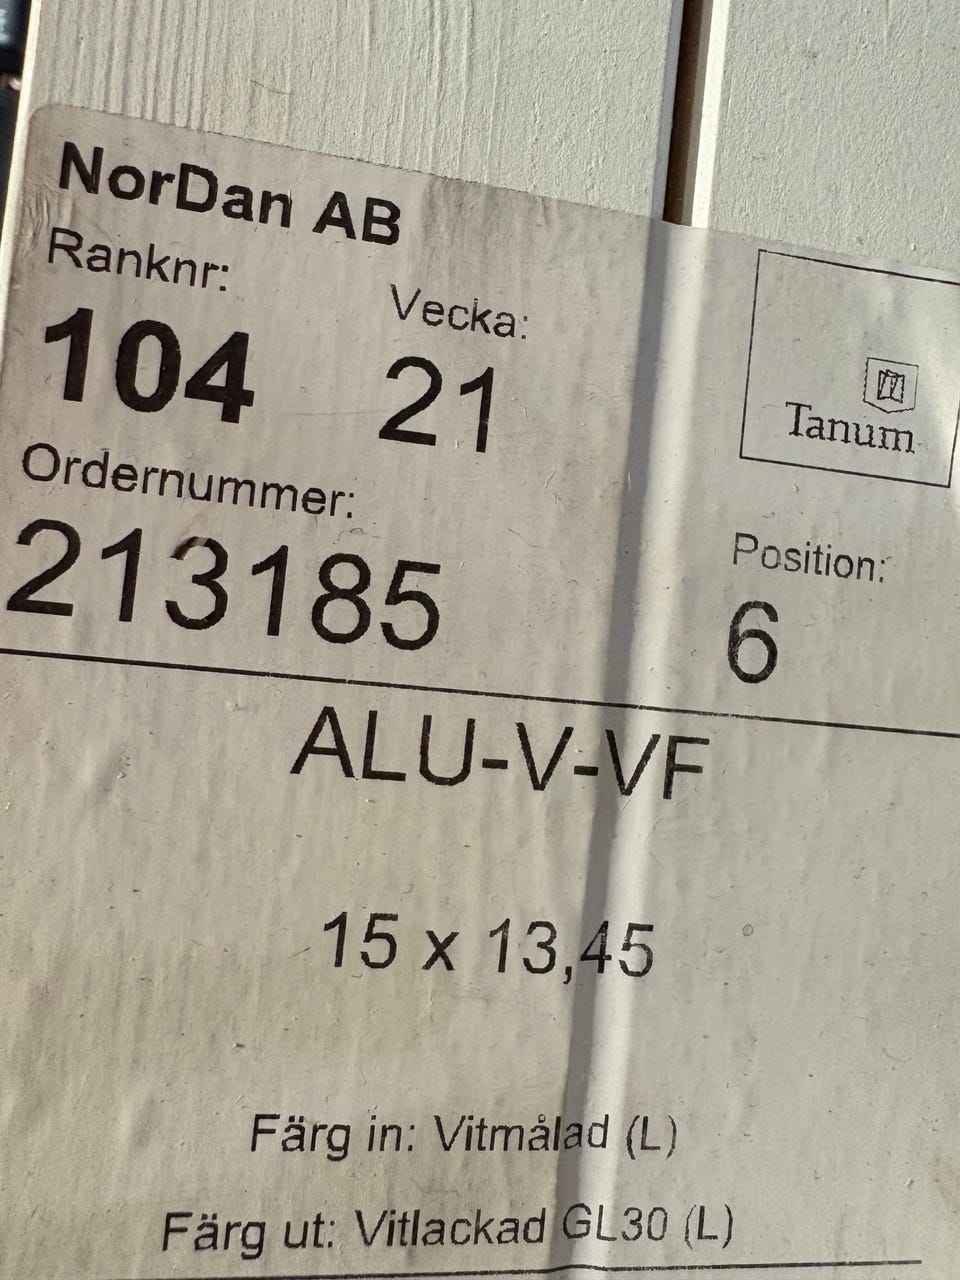 NorDan AB
Ranknr:
Vecka:
104
21
Tanum
Ordernummer:
Position:
213185
6
ALU-V-VF
15 x 13,45
Färg in: Vitmålad (L)
Färg ut: Vitlackad GL30 (L)